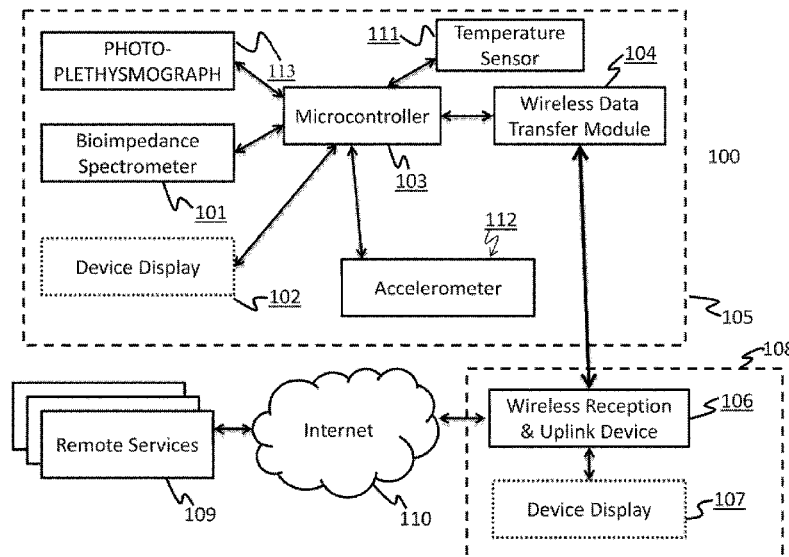 PHOTO-
PLETHYSMOGRAPH
113
111
Temperature
Sensor
104
Microcontroller
103
Wireless Data
Transfer Module
100
Bioimpedance
Spectrometer
101
112
Device Display
102
Accelerometer
105
108
Remote Services
109
Internet
110
Wireless Reception
& Uplink Device
106
Device Display
107